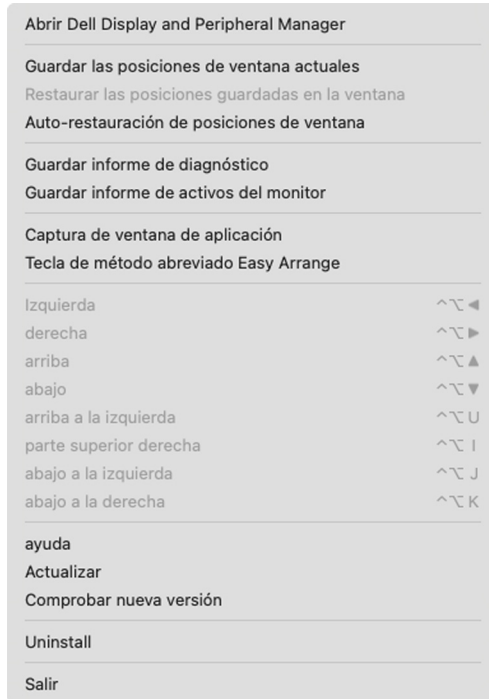 Abrir Dell Display and Peripheral Manager
Guardar las posiciones de ventana actuales
Restaurar las posiciones guardadas en la ventana
Auto-restauración de posiciones de ventana
Guardar informe de diagnóstico
Guardar informe de activos del monitor
Captura de ventana de aplicación
Tecla de método abreviado Easy Arrange
Izquierda ^⌥◀
derecha ^⌥▶
arriba ^⌥▲
abajo ^⌥▼
arriba a la izquierda ^⌥U
parte superior derecha ^⌥I
abajo a la izquierda ^⌥J
abajo a la derecha ^⌥K
ayuda
Actualizar
Comprobar nueva versión
Uninstall
Salir